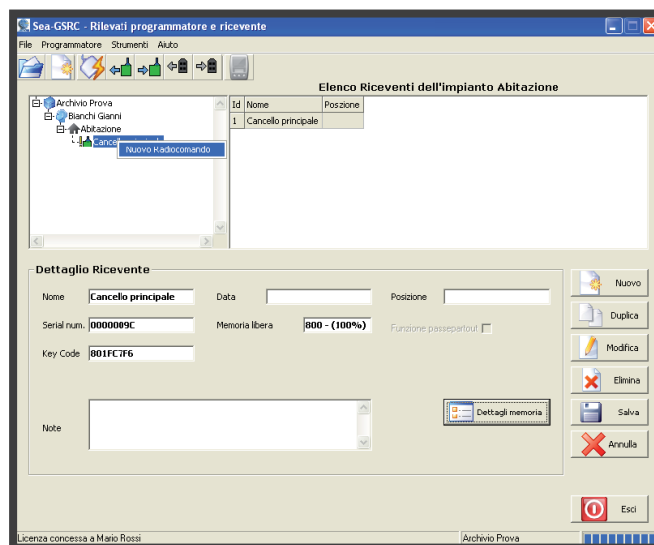 Sea-GSRC - Rilevati programmatore e ricevente
File Programmatore Strumenti Aiuto
Elenco Riceventi dell'impianto Abitazione
Archivio Prova
Bianchi Gianni
Abitazione
Nuovo Radiocomando
Id Nome Poszione
1 Cancello principale
Dettaglio Ricevente
Nome Cancello principale Data Posizione
Serial num. 0000009C Memoria libera 800 - (100%) Funzione passepartout
Key Code 801FC7F6
Note
Dettagli memoria
Nuovo
Duplica
Modifica
Elimina
Salva
Annulla
Esci
Licenza concessa a Mario Rossi Archivio Prova